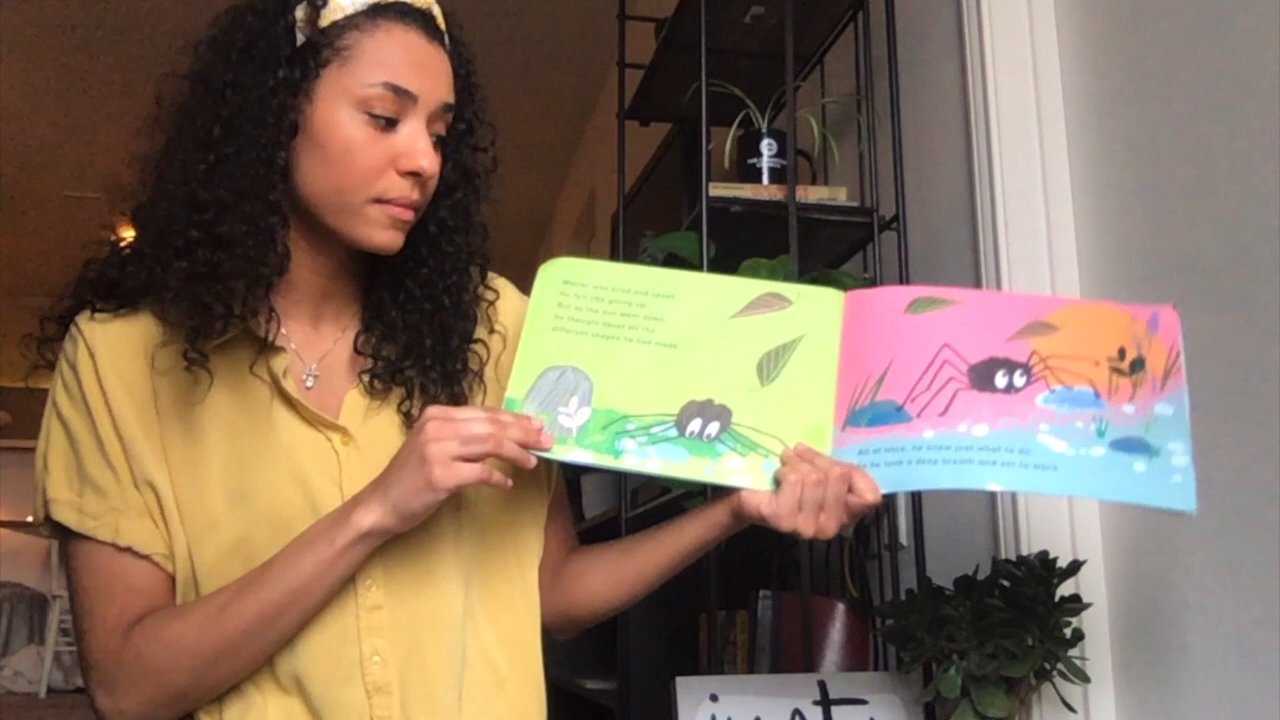 Walter was tired and upset.
He felt like giving up.
But as the sun went down,
he thought about all the
different shapes he had made.
All at once, he knew just what to do.
So he took a deep breath and set to work.
just